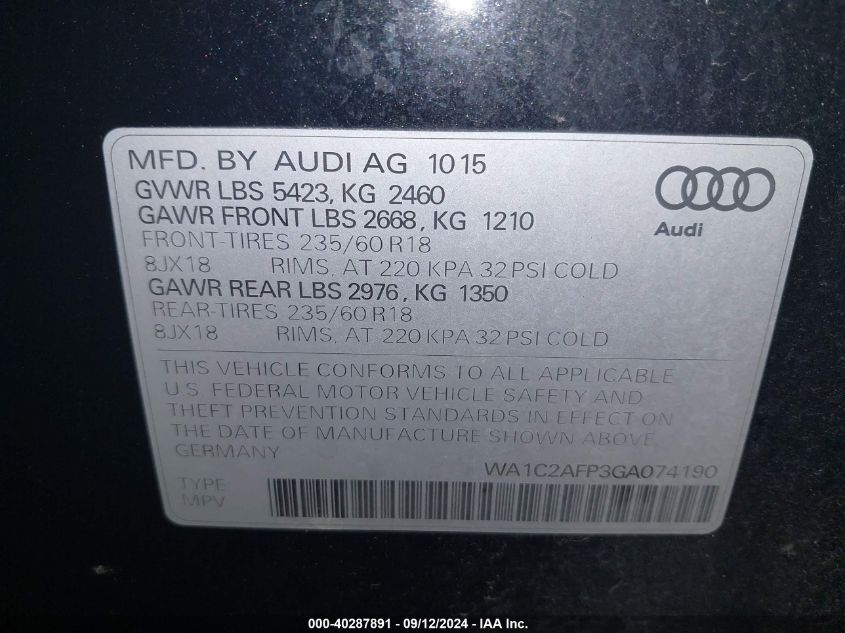 MFD. BY AUDI AG 10 15
GVWR LBS 5423, KG 2460
GAWR FRONT LBS 2668, KG 1210
FRONT-TIRES 235/60 R18
8JX18 RIMS, AT 220 KPA 32 PSI COLD
GAWR REAR LBS 2976, KG 1350
REAR-TIRES 235/60 R18
8JX18 RIMS, AT 220 KPA 32 PSI COLD
Audi
THIS VEHICLE CONFORMS TO ALL APPLICABLE
U.S. FEDERAL MOTOR VEHICLE SAFETY AND
THEFT PREVENTION STANDARDS IN EFFECT ON
THE DATE OF MANUFACTURE SHOWN ABOVE.
GERMANY
WA1C2AFP3GA074190
TYPE
MPV
000-40287891 - 09/12/2024 - IAA Inc.